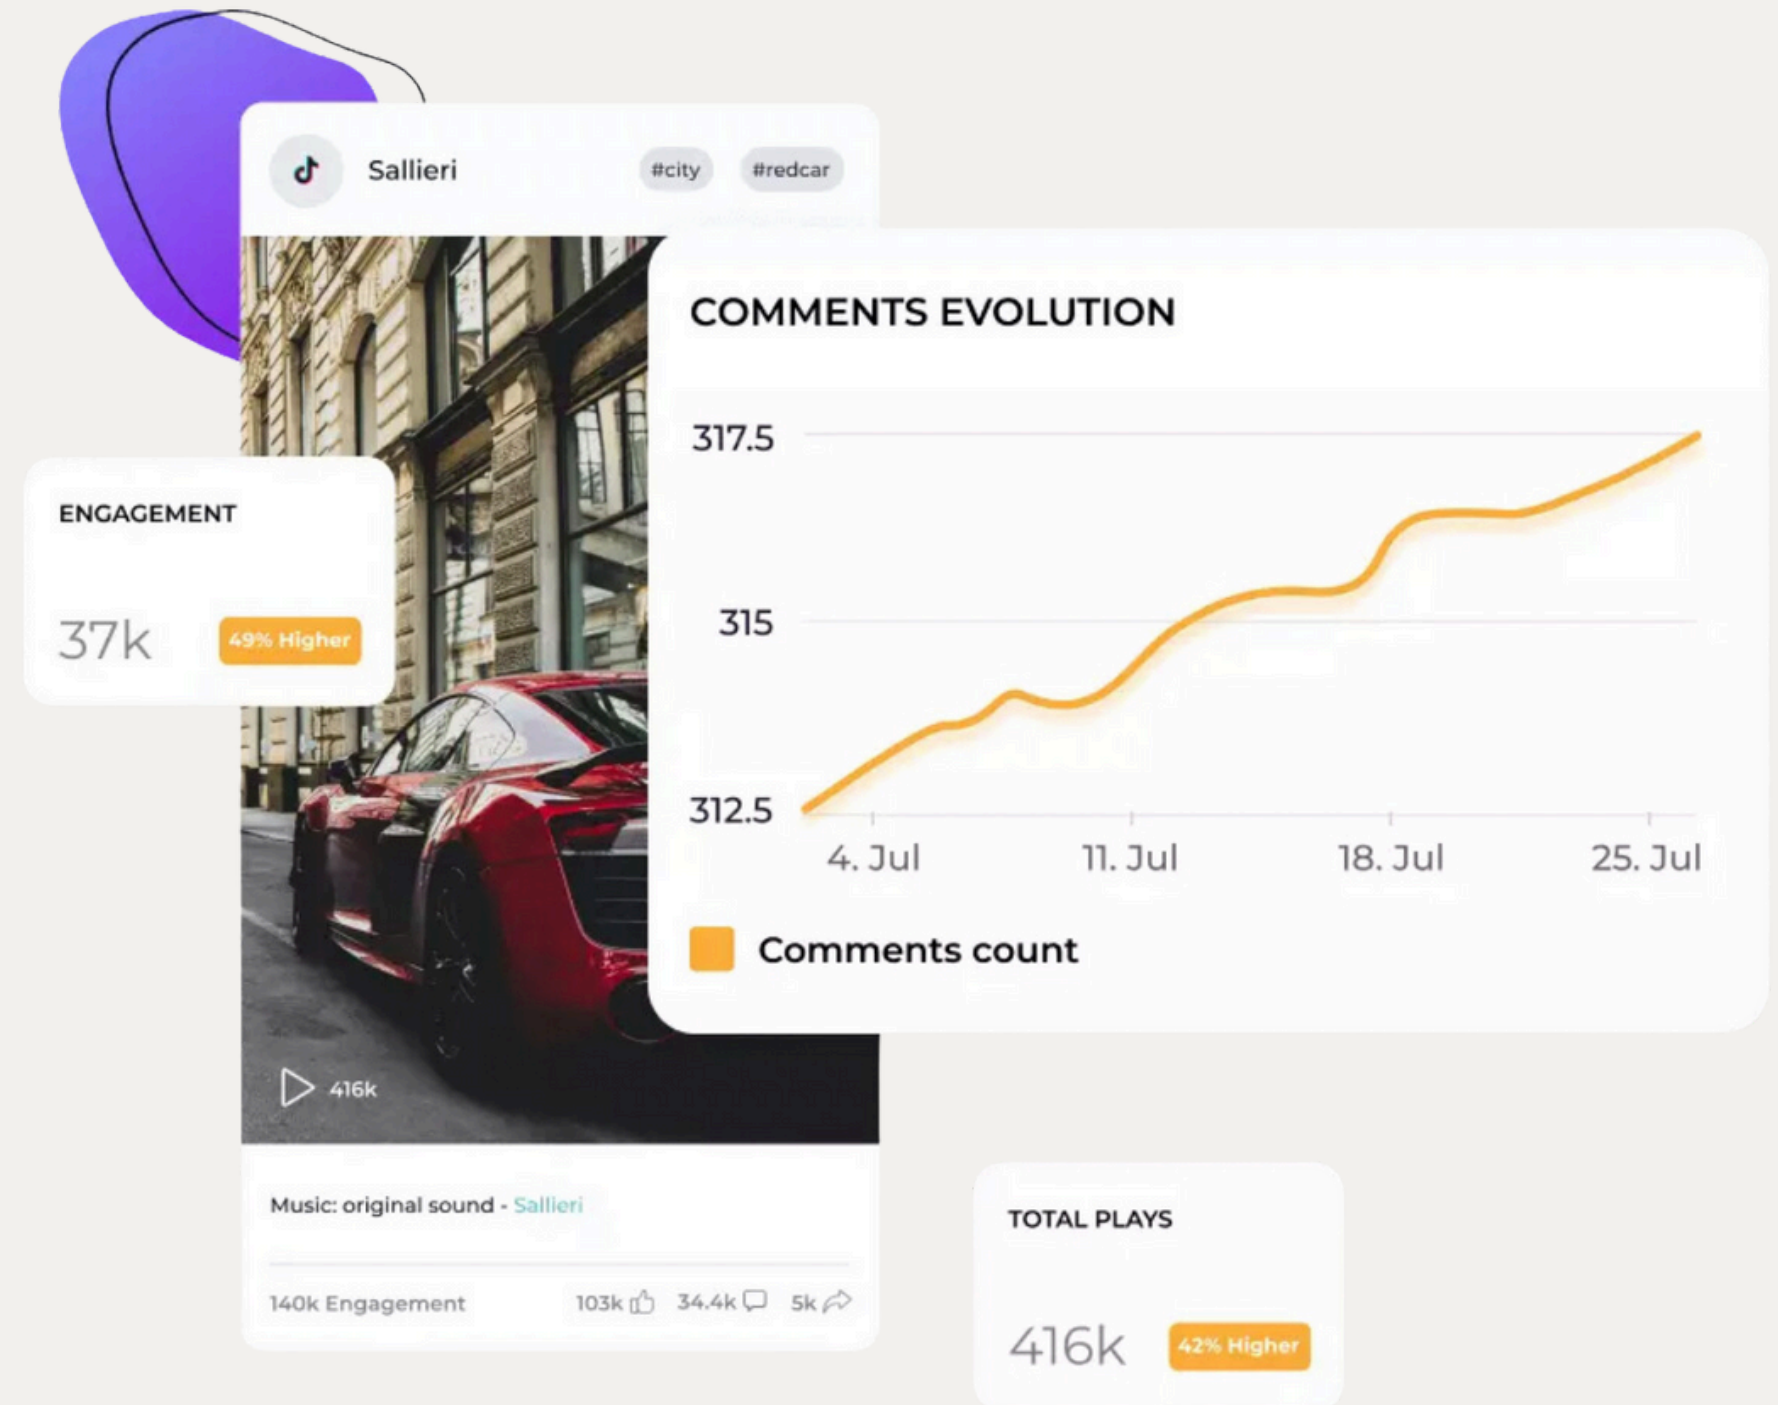 Sallieri
#city
#redcar
COMMENTS EVOLUTION
317.5
315
312.5
4. Jul
11. Jul
18. Jul
25. Jul
Comments count
ENGAGEMENT
37k
49% Higher
416k
Music: original sound - Sallieri
140k Engagement
103k
34.4k
5k
TOTAL PLAYS
416k
42% Higher